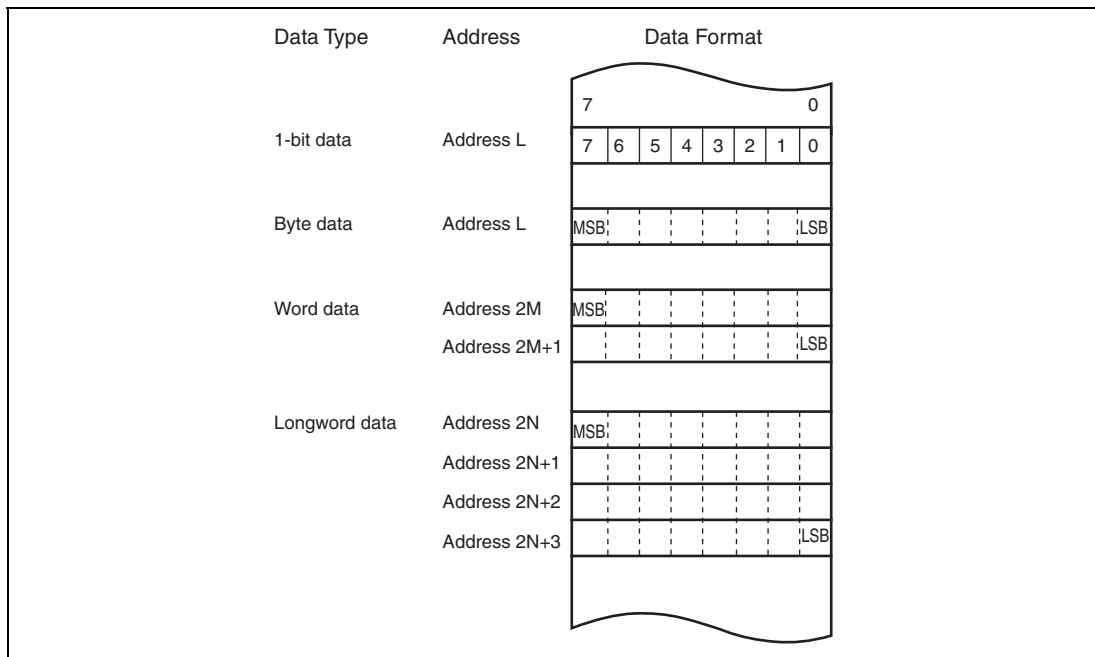 Data Type Address Data Format
7 0
1-bit data Address L 7 6 5 4 3 2 1 0
Byte data Address L MSB LSB
Word data Address 2M MSB
Address 2M+1 LSB
Longword data Address 2N MSB
Address 2N+1
Address 2N+2
Address 2N+3 LSB